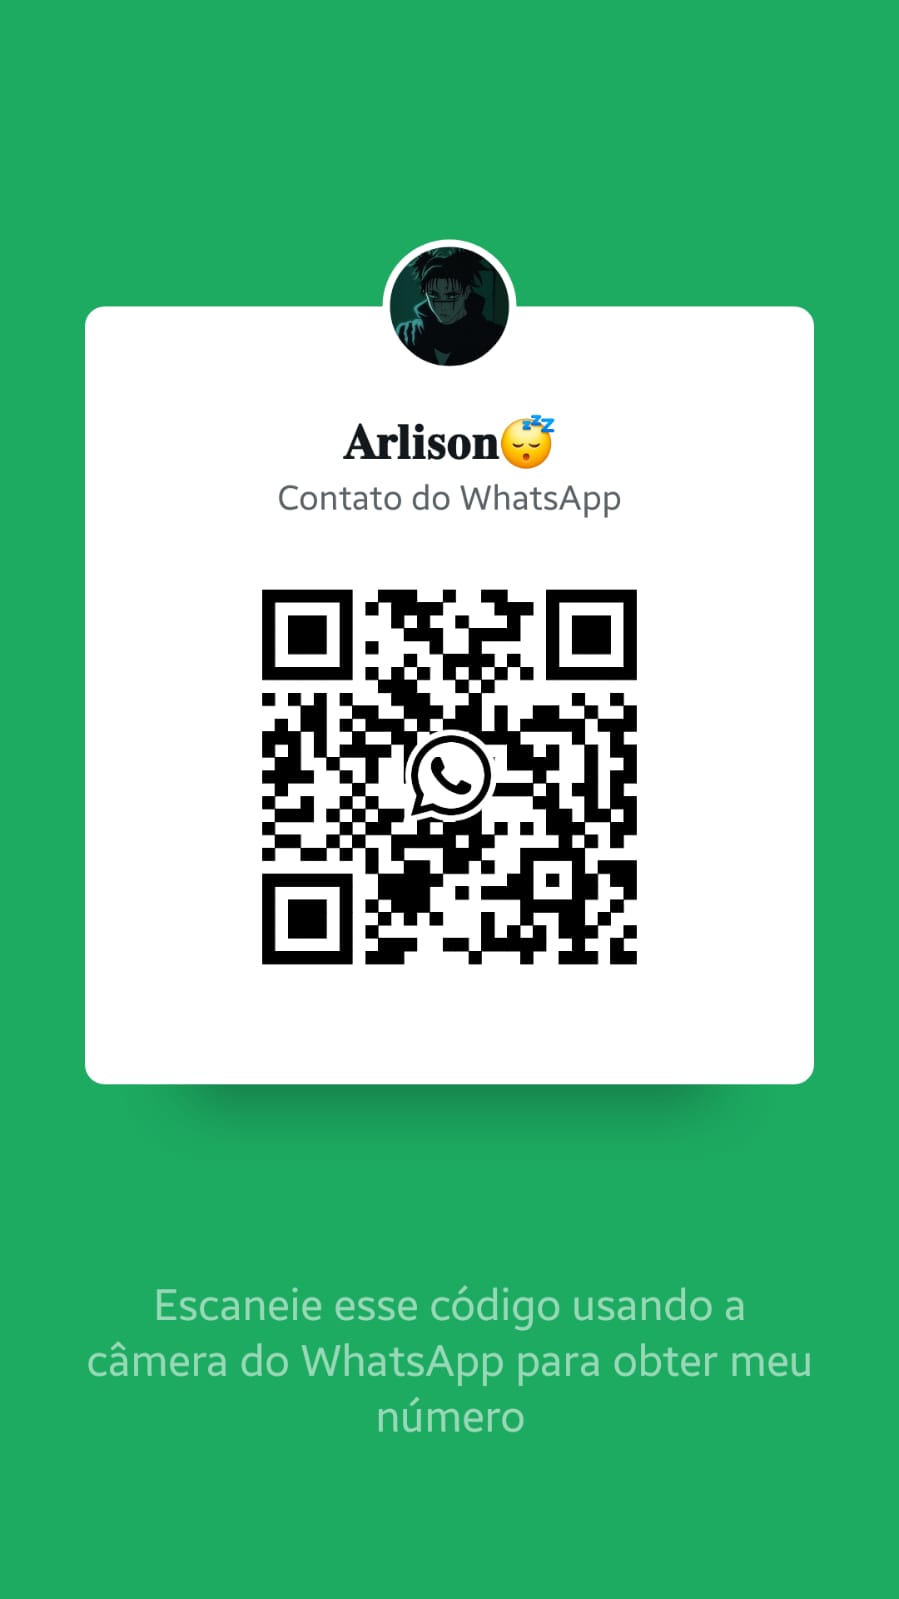 Arlison😴
Contato do WhatsApp
Escaneie esse código usando a
câmera do WhatsApp para obter meu
número